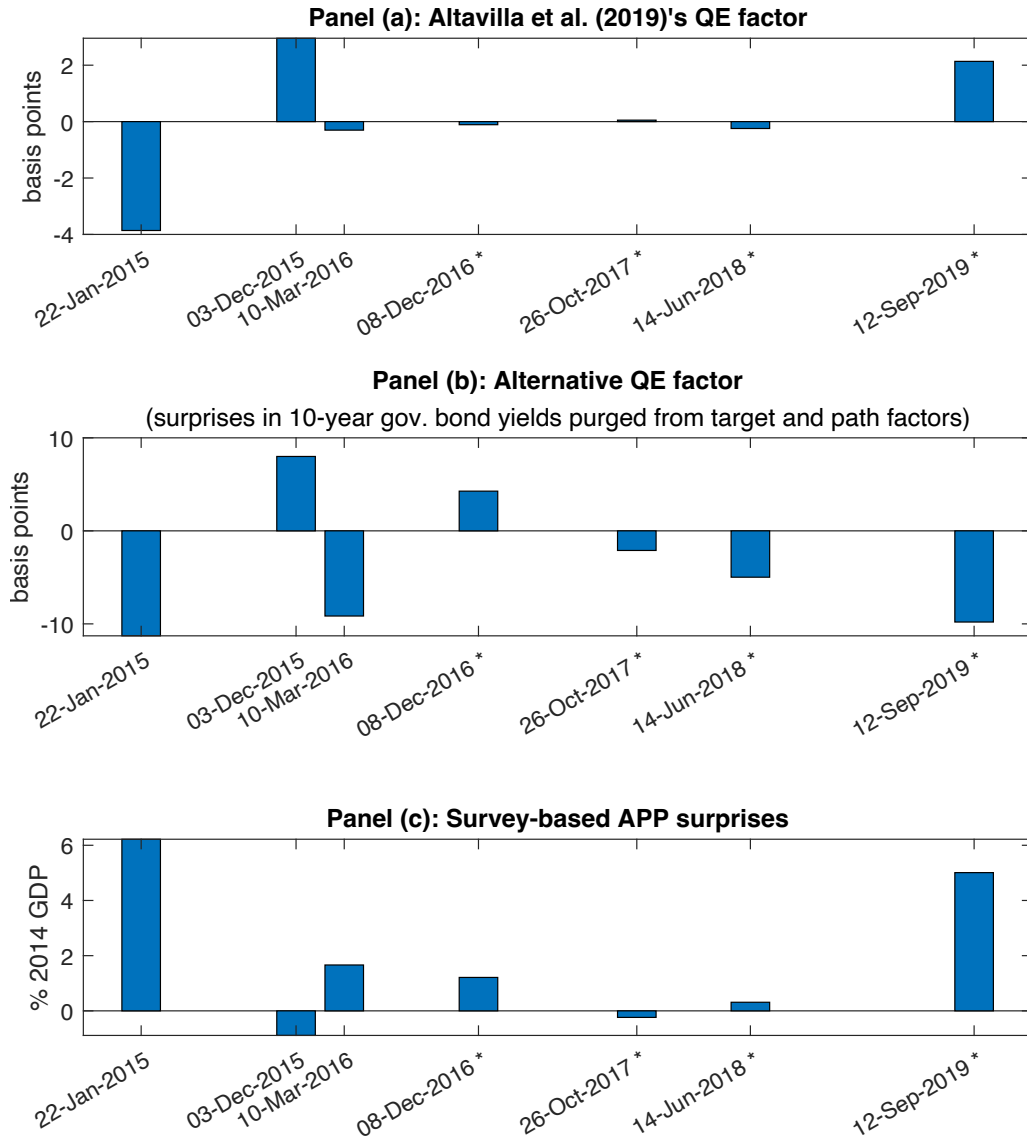 Panel (a): Altavilla et al. (2019)'s QE factor
basis points
2
0
-2
-4
22-Jan-2015
03-Dec-2015
10-Mar-2016
08-Dec-2016 *
26-Oct-2017 *
14-Jun-2018 *
12-Sep-2019 *
Panel (b): Alternative QE factor
(surprises in 10-year gov. bond yields purged from target and path factors)
basis points
10
0
-10
22-Jan-2015
03-Dec-2015
10-Mar-2016
08-Dec-2016 *
26-Oct-2017 *
14-Jun-2018 *
12-Sep-2019 *
Panel (c): Survey-based APP surprises
% 2014 GDP
6
4
2
0
22-Jan-2015
03-Dec-2015
10-Mar-2016
08-Dec-2016 *
26-Oct-2017 *
14-Jun-2018 *
12-Sep-2019 *